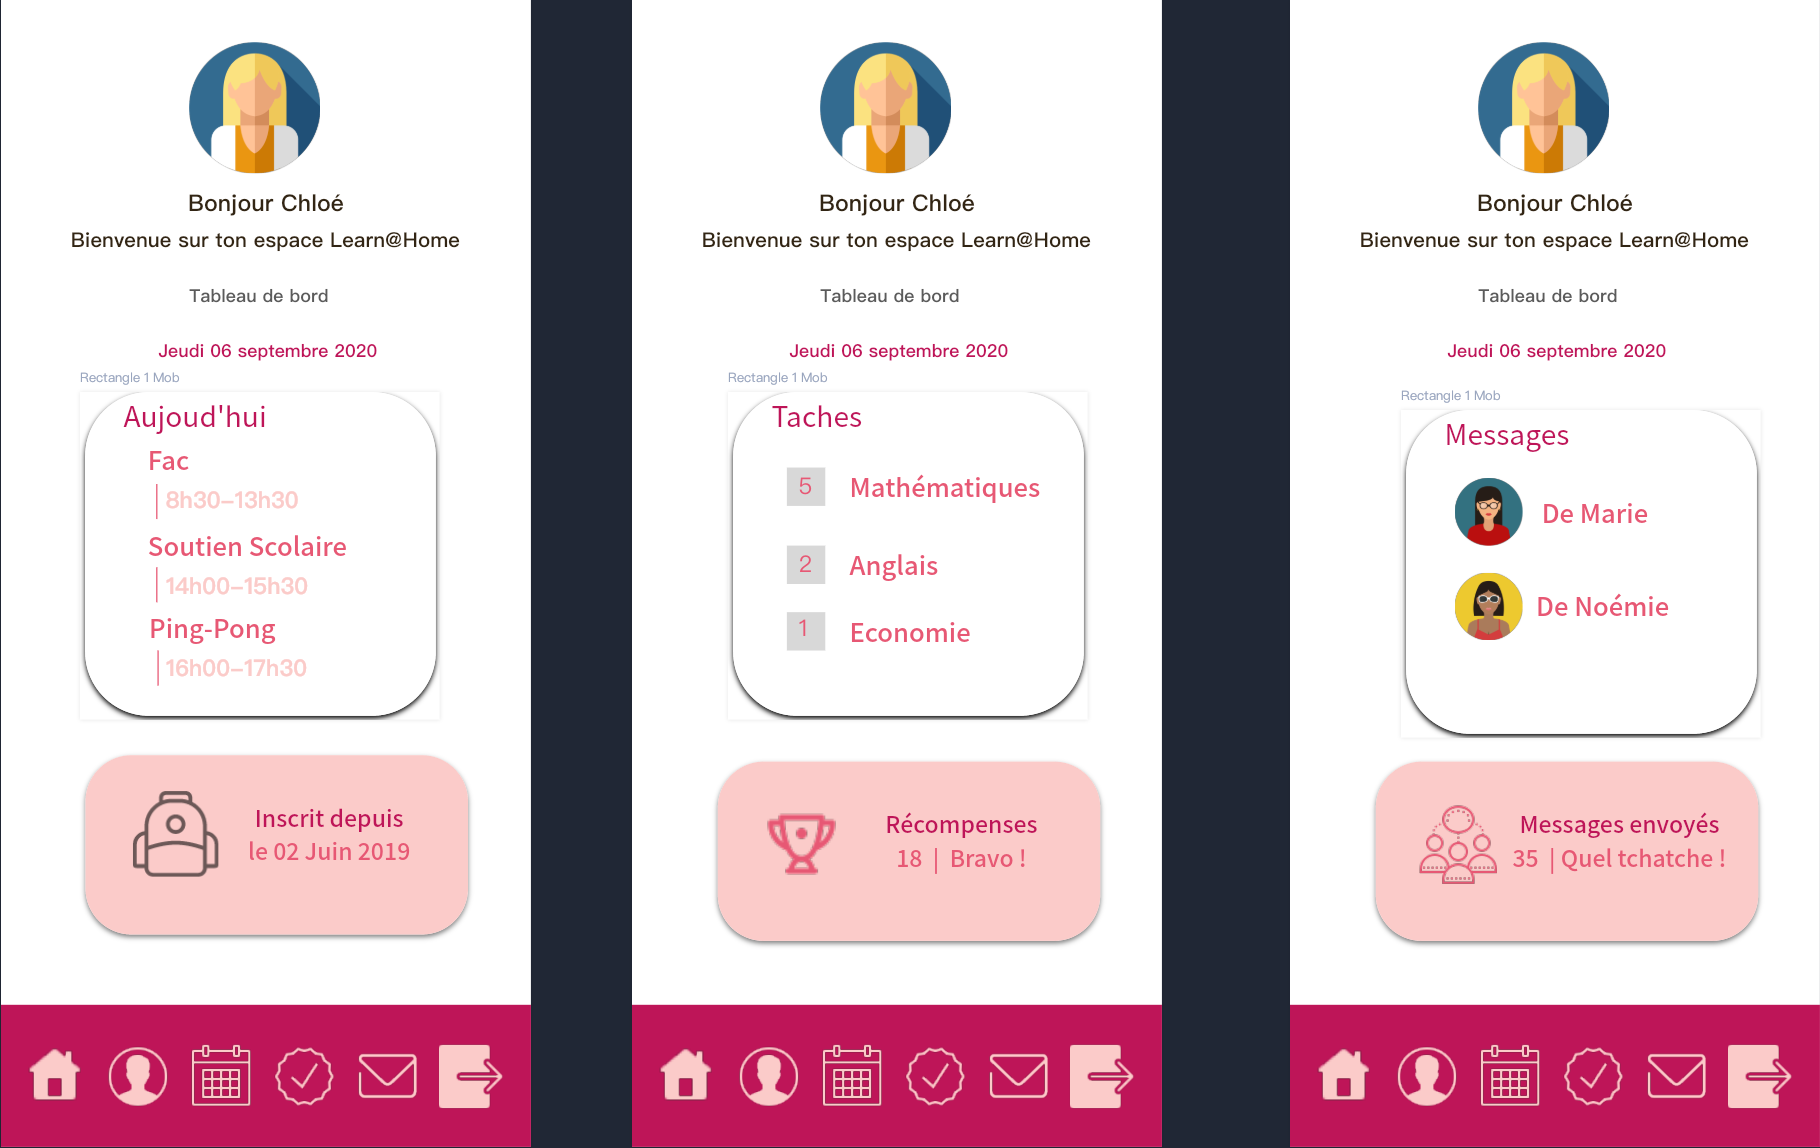 Bonjour Chloé
Bienvenue sur ton espace Learn@Home
Tableau de bord
Jeudi 06 septembre 2020
Rectangle 1 Mob
Aujoud'hui
Fac
8h30–13h30
Soutien Scolaire
14h00–15h30
Ping-Pong
16h00–17h30
Inscrit depuis
le 02 Juin 2019
Bonjour Chloé
Bienvenue sur ton espace Learn@Home
Tableau de bord
Jeudi 06 septembre 2020
Rectangle 1 Mob
Taches
5 Mathématiques
2 Anglais
1 Economie
Récompenses
18 | Bravo !
Bonjour Chloé
Bienvenue sur ton espace Learn@Home
Tableau de bord
Jeudi 06 septembre 2020
Rectangle 1 Mob
Messages
De Marie
De Noémie
Messages envoyés
35 | Quel tchatche !